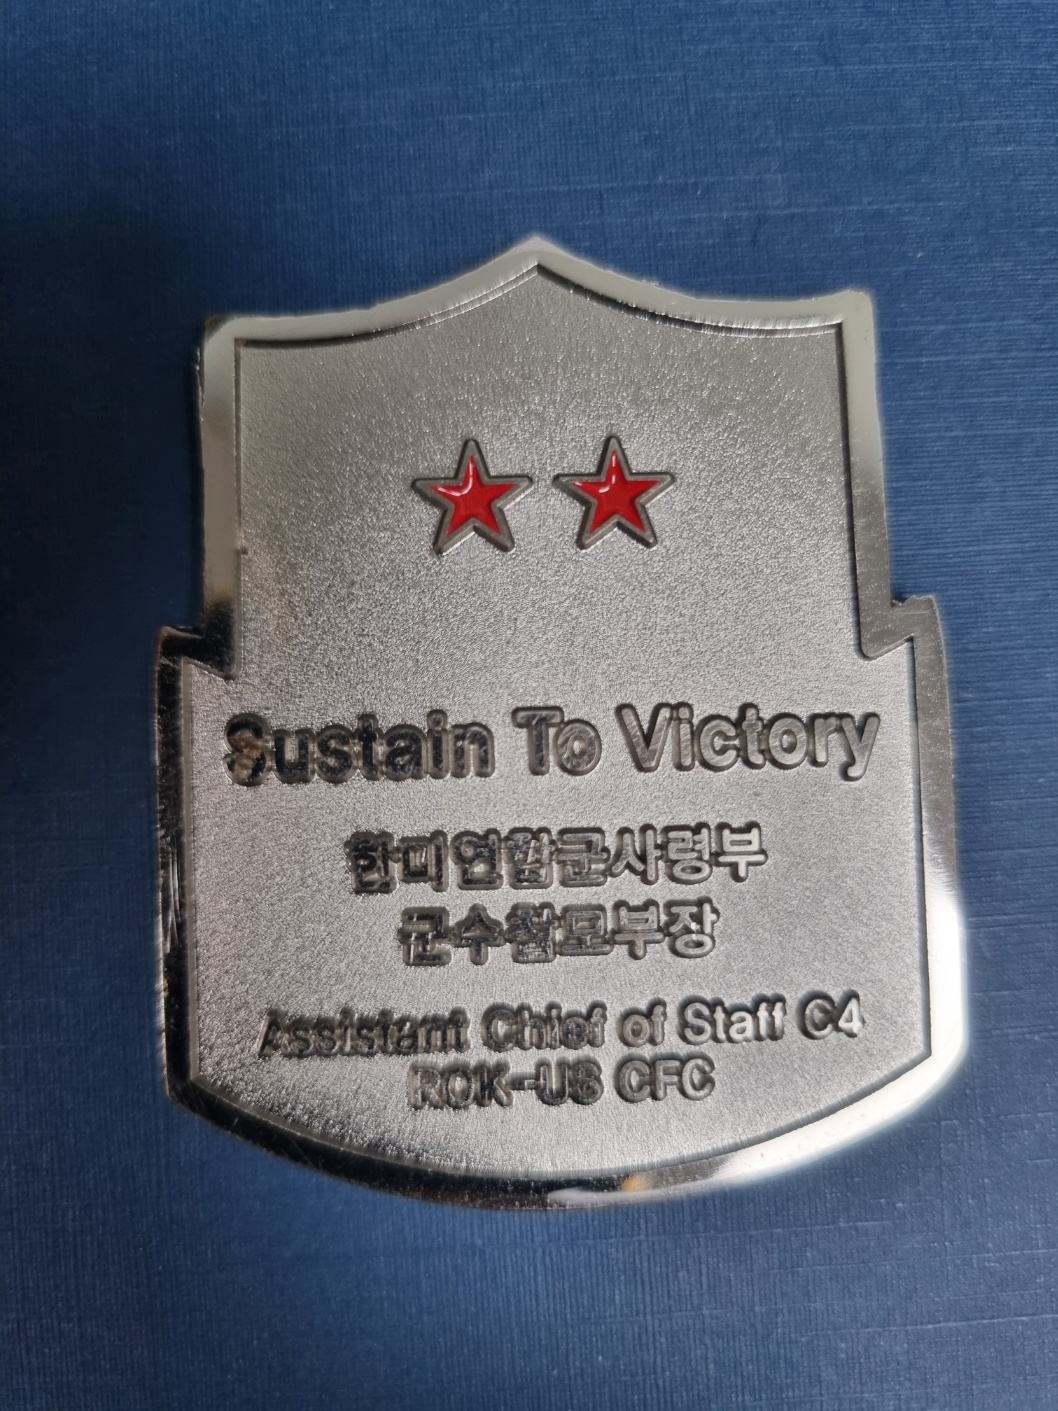 Sustain To Victory
한미연합군사령부
군수참모부장
Assistant Chief of Staff C4
ROK-US CFC